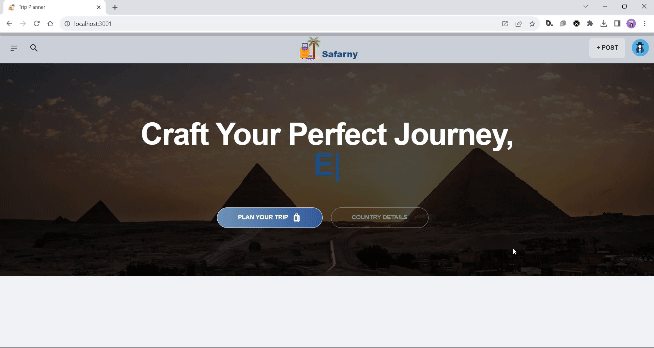 Trip Planner
localhost:3001
Safarny
+ POST
Craft Your Perfect Journey,
E|
PLAN YOUR TRIP
COUNTRY DETAILS